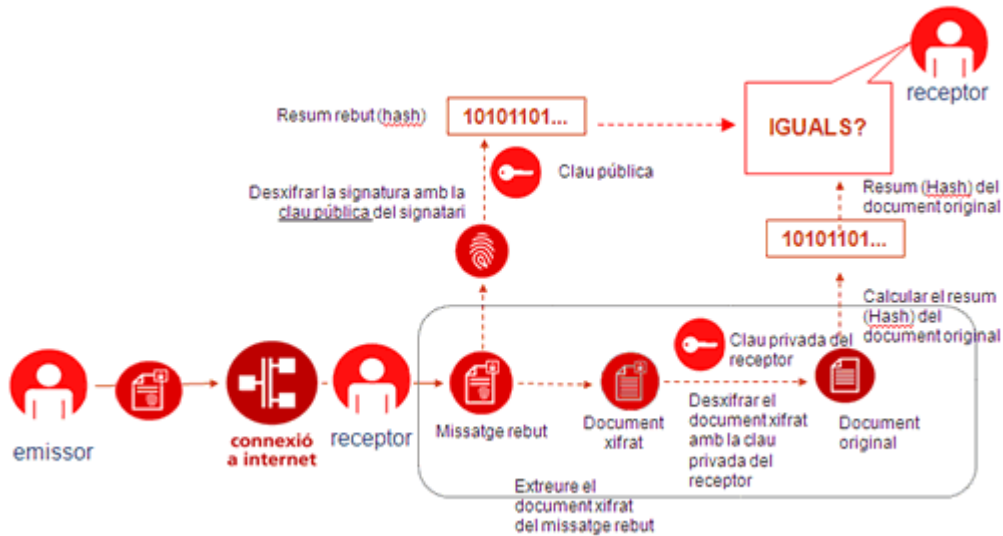 receptor
IGUALS?
Resum rebut (hash)
10101101...
Clau pública
Desxifrar la signatura amb la
clau pública del signatari
Resum (Hash) del
document original
10101101...
Calcular el resum
(Hash) del
document original
Clau privada del
receptor
emissor
connexió
a internet
receptor
Missatge rebut
Document
xifrat
Desxifrar el
document xifrat
amb la clau
privada del
receptor
Document
original
Extreure el
document xifrat
del missatge rebut